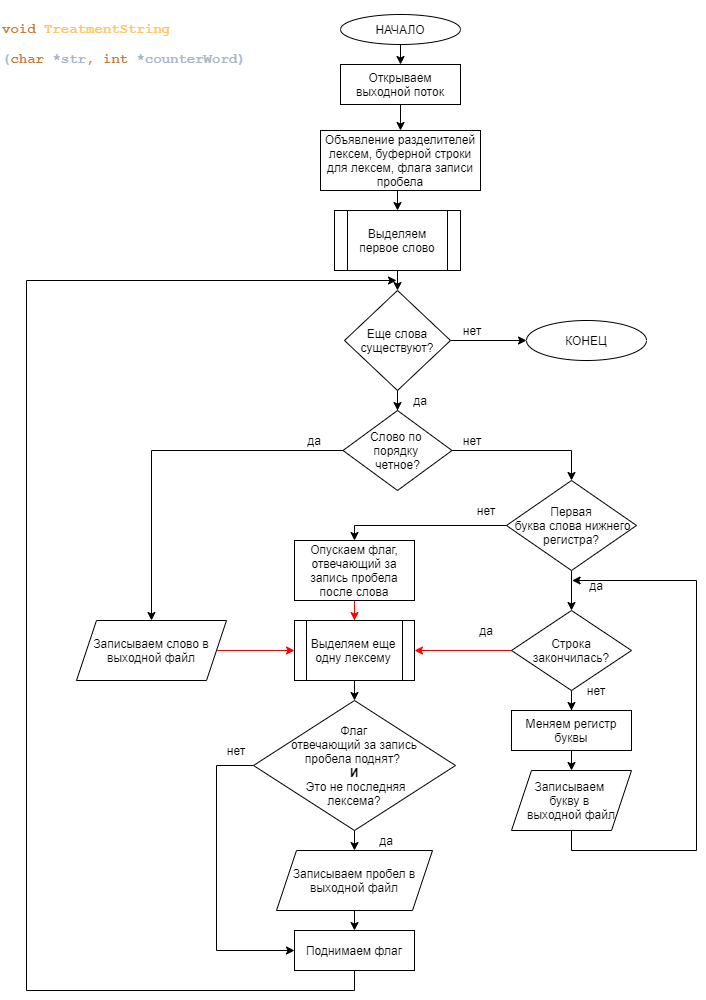 void TreatmentString
(char *str, int *counterWord)
НАЧАЛО
Открываем
выходной поток
Объявление разделителей
лексем, буферной строки
для лексем, флага записи
пробела
Выделяем
первое слово
Еще слова
существуют?
нет
КОНЕЦ
да
Слово по
порядку
четное?
да
нет
Первая
буква слова нижнего
регистра?
нет
да
Опускаем флаг,
отвечающий за
запись пробела
после слова
Записываем слово в
выходной файл
Выделяем еще
одну лексему
да
Строка
закончилась?
нет
Меняем регистр
буквы
Записываем
букву в
выходной файл
Флаг
отвечающий за запись
пробела поднят?
И
Это не последняя
лексема?
нет
да
Записываем пробел в
выходной файл
Поднимаем флаг